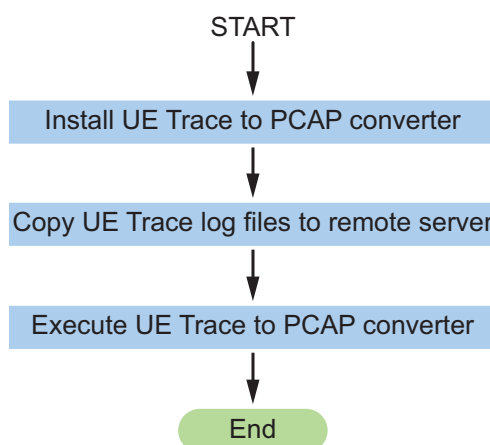 START
Install UE Trace to PCAP converter
Copy UE Trace log files to remote server
Execute UE Trace to PCAP converter
End